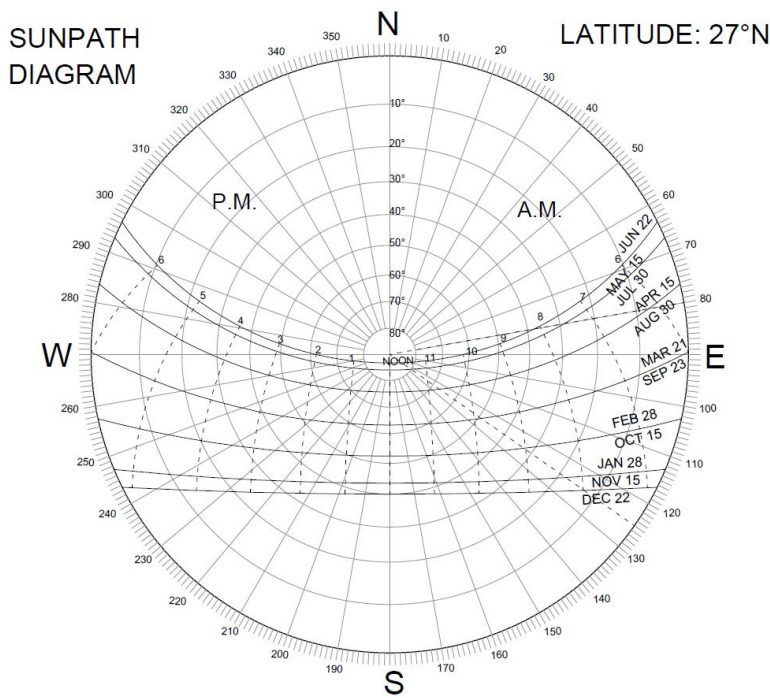 SUNPATH
DIAGRAM
N
LATITUDE: 27°N
350
10
340
20
330
30
320
40
310
50
300
60
290
70
280
80
W
E
260
100
250
110
240
120
230
130
220
140
210
150
200
160
190
170
S
10°
20°
30°
40°
50°
60°
70°
80°
P.M.
A.M.
6
5
4
3
2
1
NOON
11
10
9
8
7
6
JUN 22
MAY 15
JUL 30
APR 15
AUG 30
MAR 21
SEP 23
FEB 28
OCT 15
JAN 28
NOV 15
DEC 22